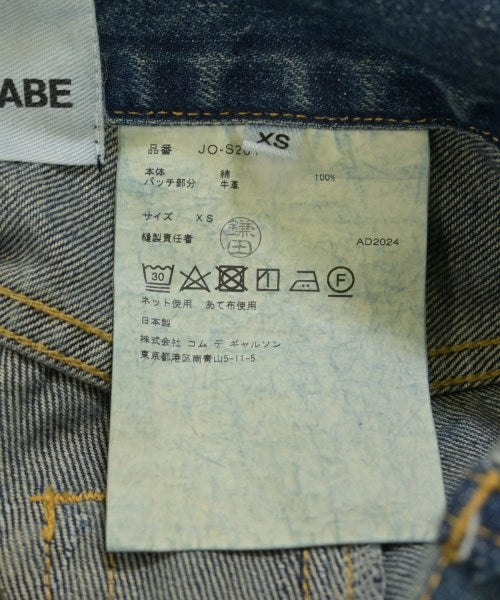 ABE
XS
品番 JO-S201
本体 綿 100%
パッチ部分 牛革
サイズ XS
縫製責任者 鎌田 AD2024
30 F
ネット使用 あて布使用
日本製
株式会社 コム デ ギャルソン
東京都港区南青山5-11-5